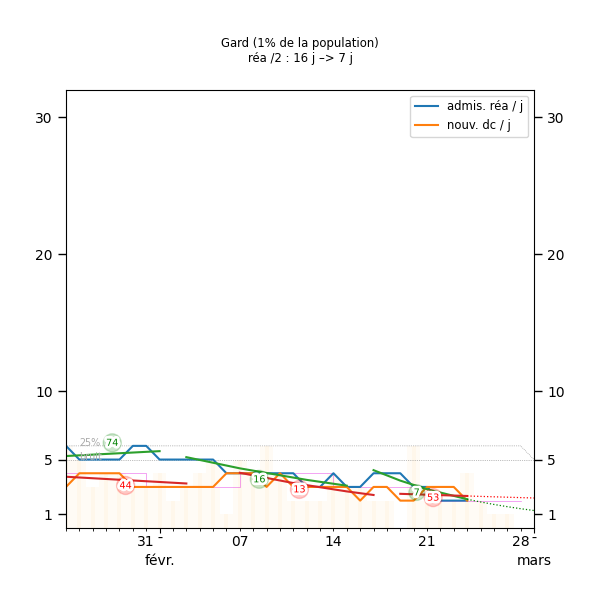 Gard (1% de la population)
réa /2 : 16 j –> 7 j
admis. réa / j
nouv. dc / j
30 30
20 20
10 10
25% 74
5 5
16
44 13 7 53
1 1
31 07 14 21 28
févr. mars